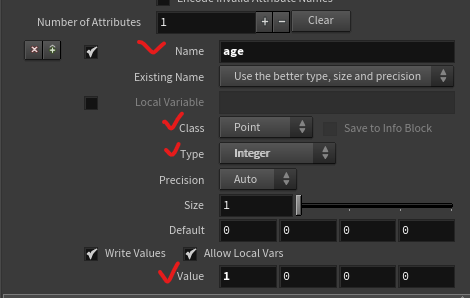 Encode Invalid Attribute Names
Number of Attributes 1 + − Clear
Name age
Existing Name Use the better type, size and precision
Local Variable
Class Point Save to Info Block
Type Integer
Precision Auto
Size 1
Default 0 0 0 0
Write Values Allow Local Vars
Value 1 0 0 0